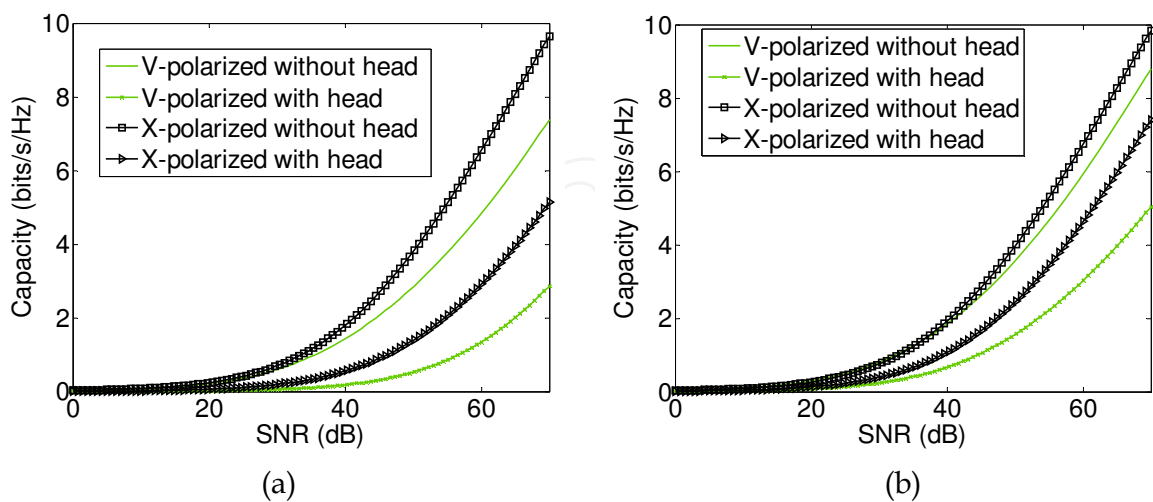 10
8
6
4
2
0
Capacity (bits/s/Hz)
V-polarized without head
V-polarized with head
X-polarized without head
X-polarized with head
0 20 40 60
SNR (dB)
(a)
10
8
6
4
2
0
Capacity (bits/s/Hz)
V-polarized without head
V-polarized with head
X-polarized without head
X-polarized with head
0 20 40 60
SNR (dB)
(b)